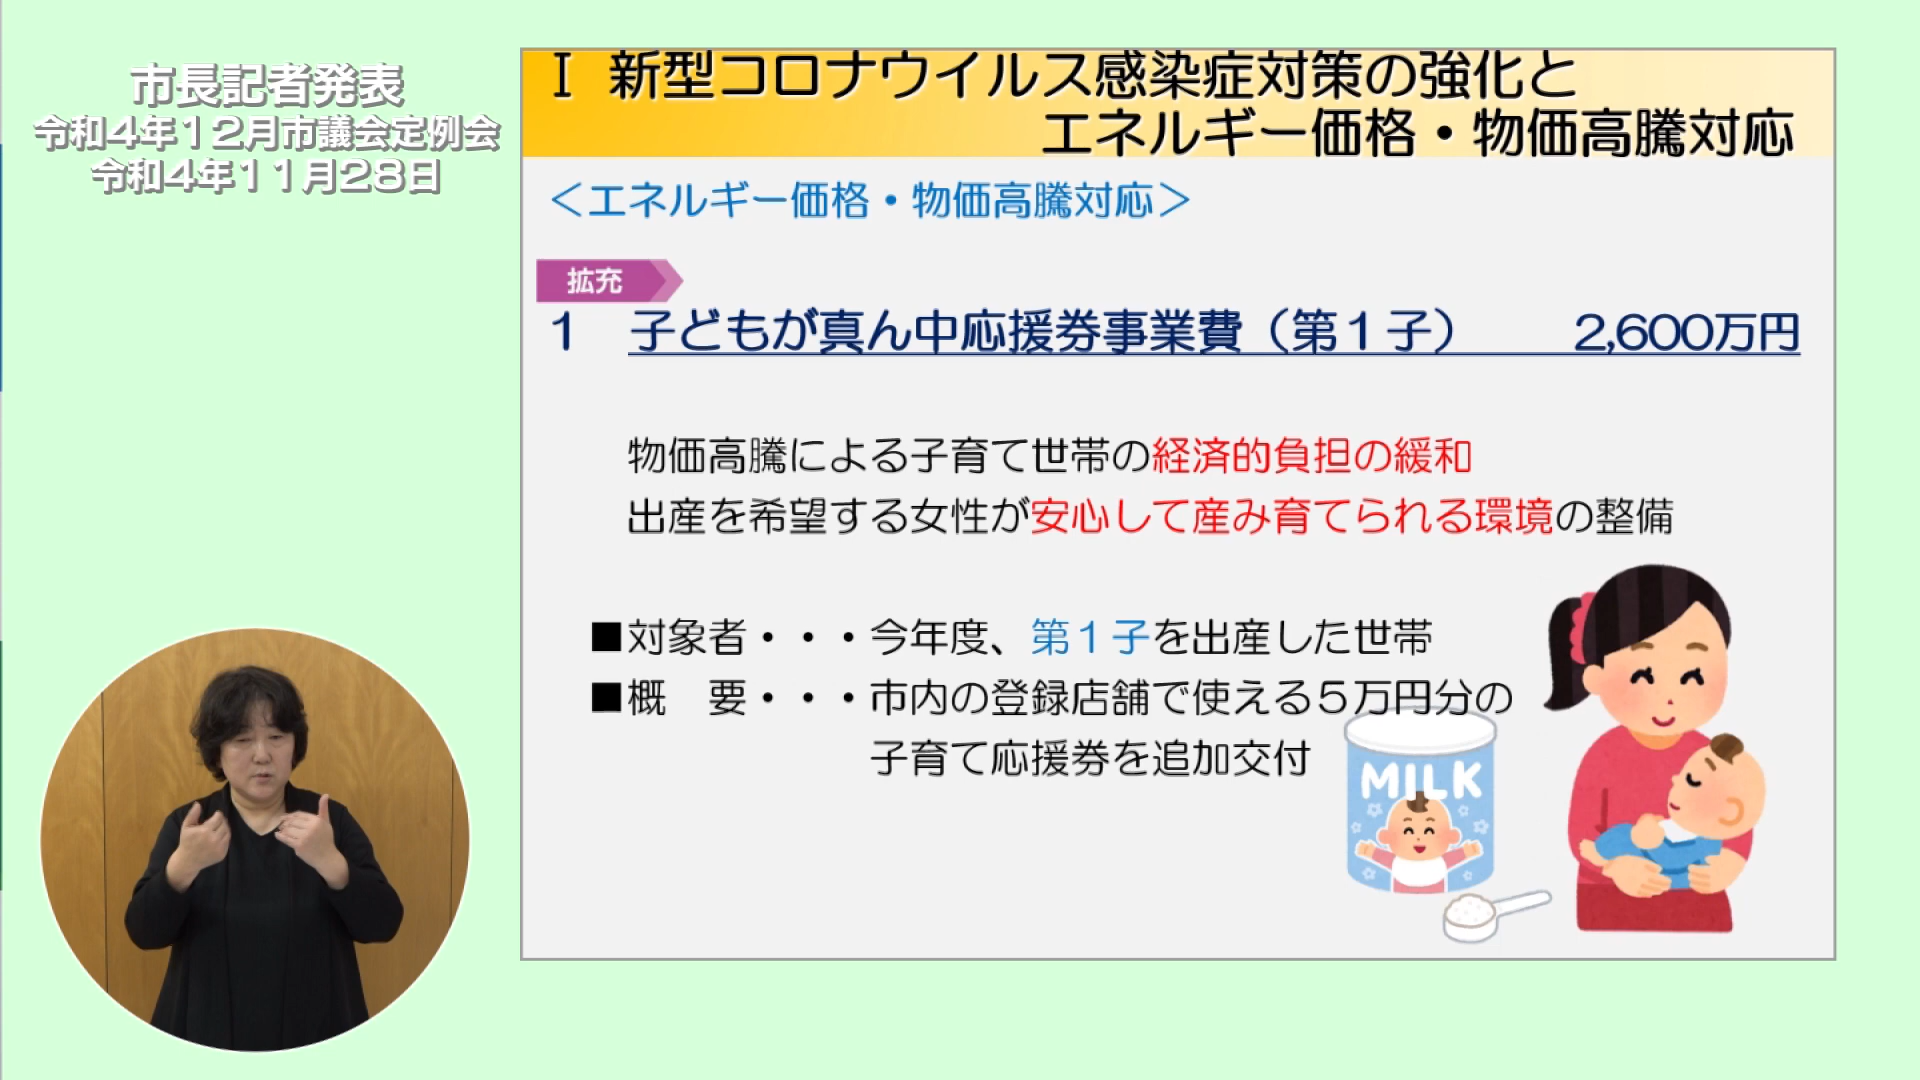 市長記者発表
令和4年12月市議会定例会
令和4年11月28日
Ⅰ 新型コロナウイルス感染症対策の強化と
エネルギー価格・物価高騰対応
＜エネルギー価格・物価高騰対応＞
拡充
１　子どもが真ん中応援券事業費（第１子）　2,600万円
物価高騰による子育て世帯の経済的負担の緩和
出産を希望する女性が安心して産み育てられる環境の整備
■対象者・・・今年度、第１子を出産した世帯
■概　要・・・市内の登録店舗で使える５万円分の
子育て応援券を追加交付
MILK